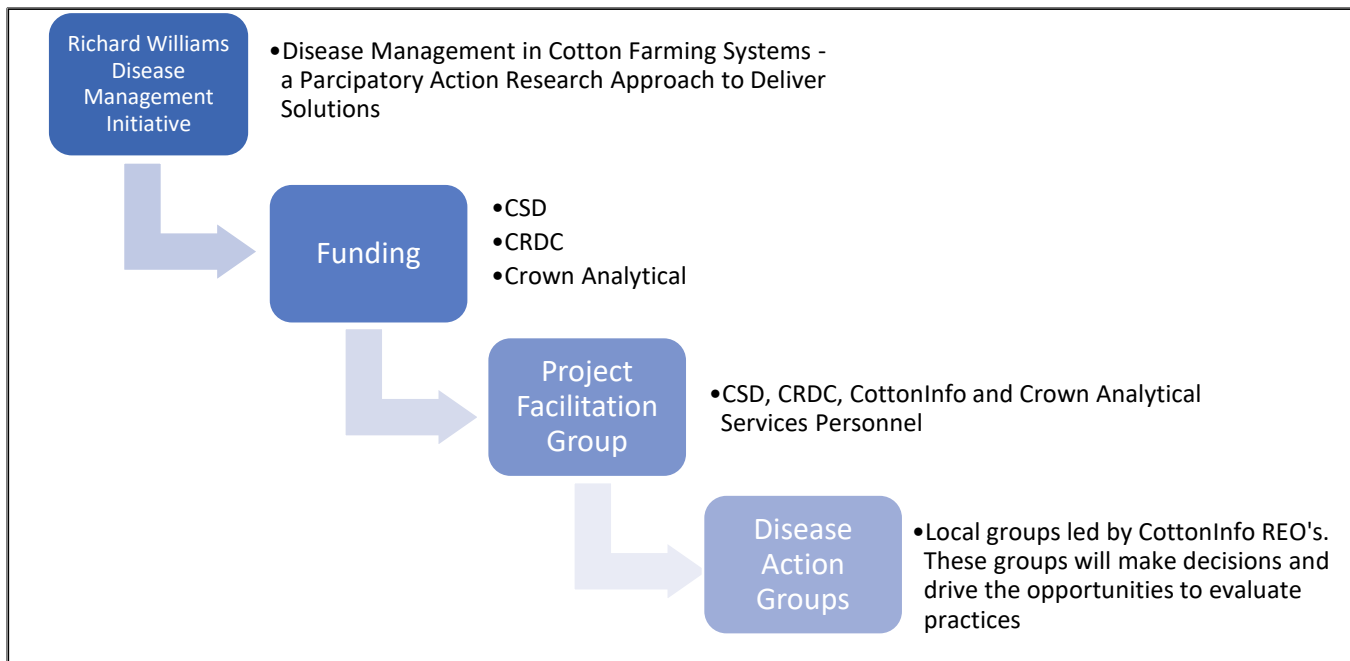 Richard Williams
Disease
Management
Initiative
•Disease Management in Cotton Farming Systems -
a Parcipatory Action Research Approach to Deliver
Solutions
Funding
•CSD
•CRDC
•Crown Analytical
Project
Facilitation
Group
•CSD, CRDC, CottonInfo and Crown Analytical
Services Personnel
Disease
Action
Groups
•Local groups led by CottonInfo REO's.
These groups will make decisions and
drive the opportunities to evaluate
practices